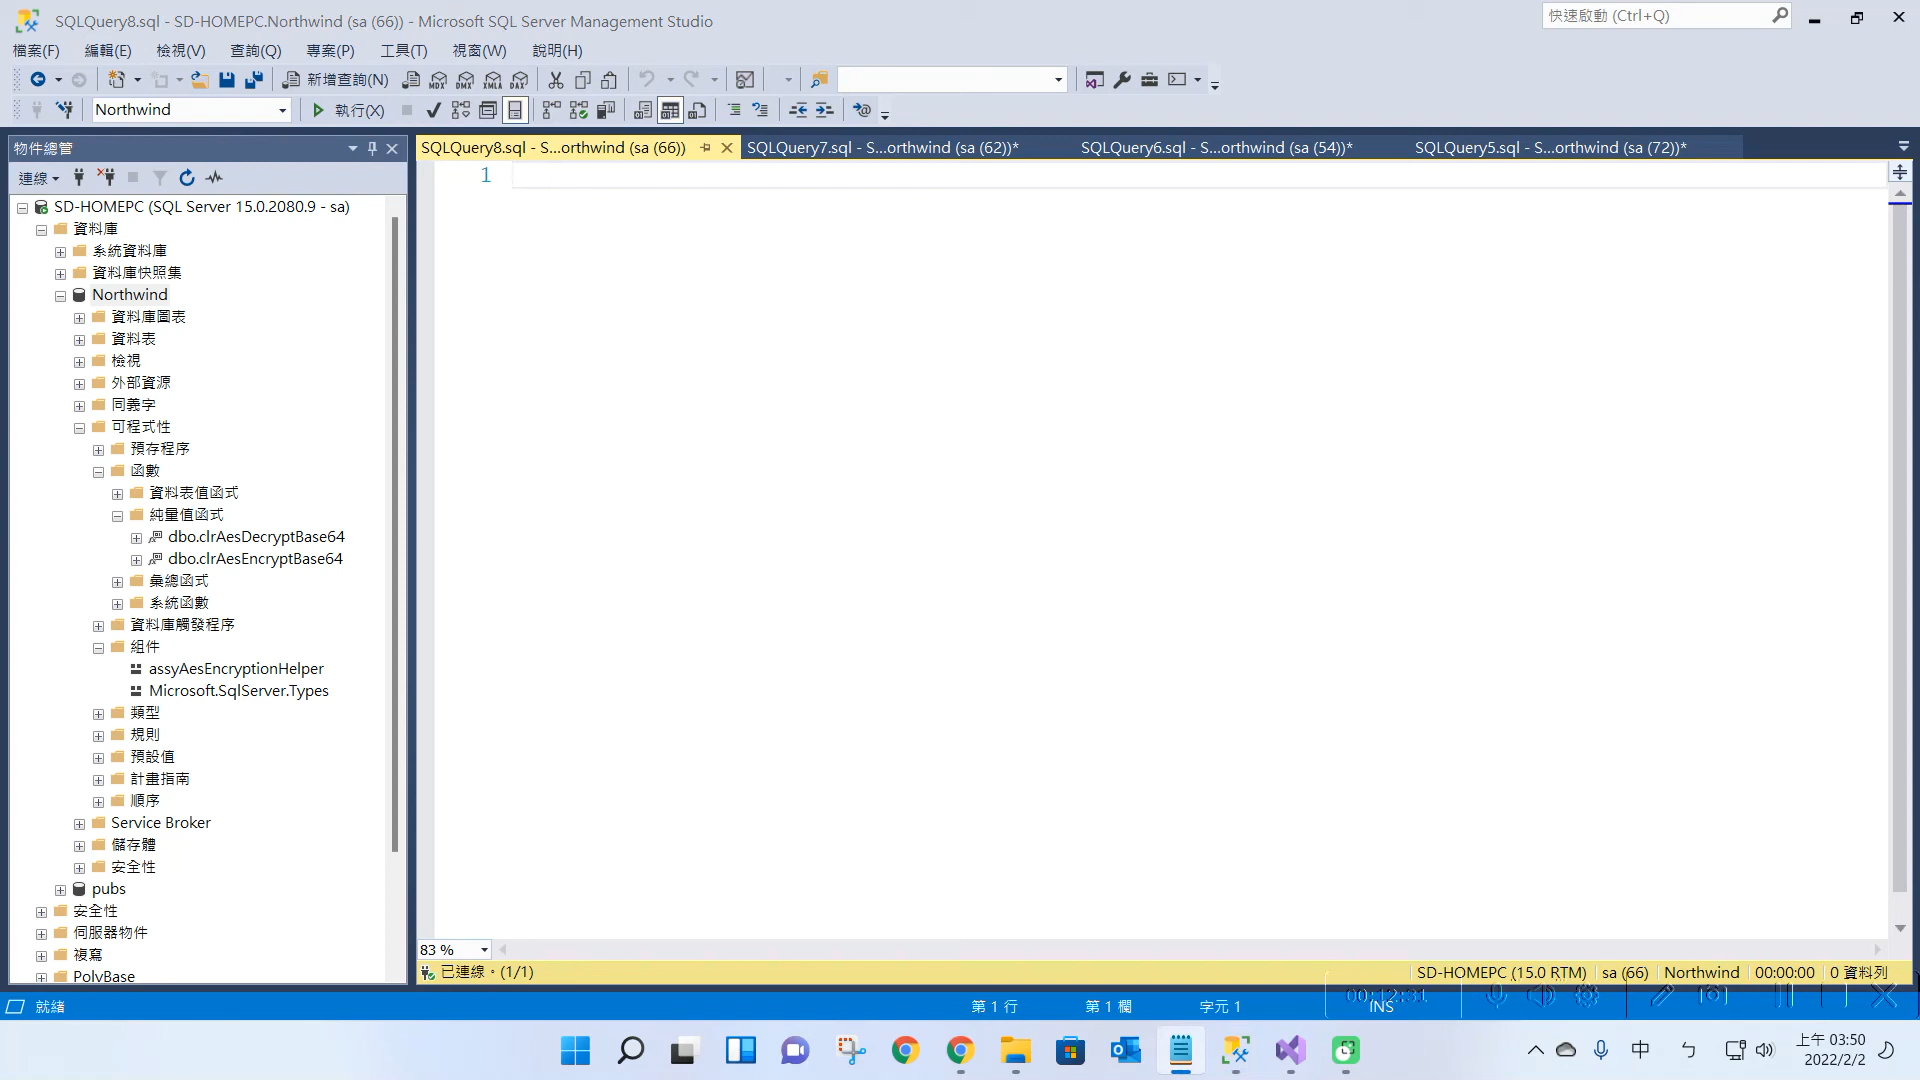 SQLQuery8.sql - SD-HOMEPC.Northwind (sa (66)) - Microsoft SQL Server Management Studio
快速啟動 (Ctrl+Q)
檔案(F) 編輯(E) 檢視(V) 查詢(Q) 專案(P) 工具(T) 視窗(W) 說明(H)
新增查詢(N) MDX DMX XMLA DAX
Northwind 執行(X)
物件總管
SQLQuery8.sql - S...orthwind (sa (66)) SQLQuery7.sql - S...orthwind (sa (62))* SQLQuery6.sql - S...orthwind (sa (54))* SQLQuery5.sql - S...orthwind (sa (72))*
連線
1
SD-HOMEPC (SQL Server 15.0.2080.9 - sa)
資料庫
系統資料庫
資料庫快照集
Northwind
資料庫圖表
資料表
檢視
外部資源
同義字
可程式性
預存程序
函數
資料表值函式
純量值函式
dbo.clrAesDecryptBase64
dbo.clrAesEncryptBase64
彙總函式
系統函數
資料庫觸發程序
組件
assyAesEncryptionHelper
Microsoft.SqlServer.Types
類型
規則
預設值
計畫指南
順序
Service Broker
儲存體
安全性
pubs
安全性
伺服器物件
複寫
PolyBase
83 %
已連線。(1/1) SD-HOMEPC (15.0 RTM) sa (66) Northwind 00:00:00 0 資料列
00:12:31
就緒 第 1 行 第 1 欄 字元 1 INS
中 ㄅ 上午 03:50
2022/2/2